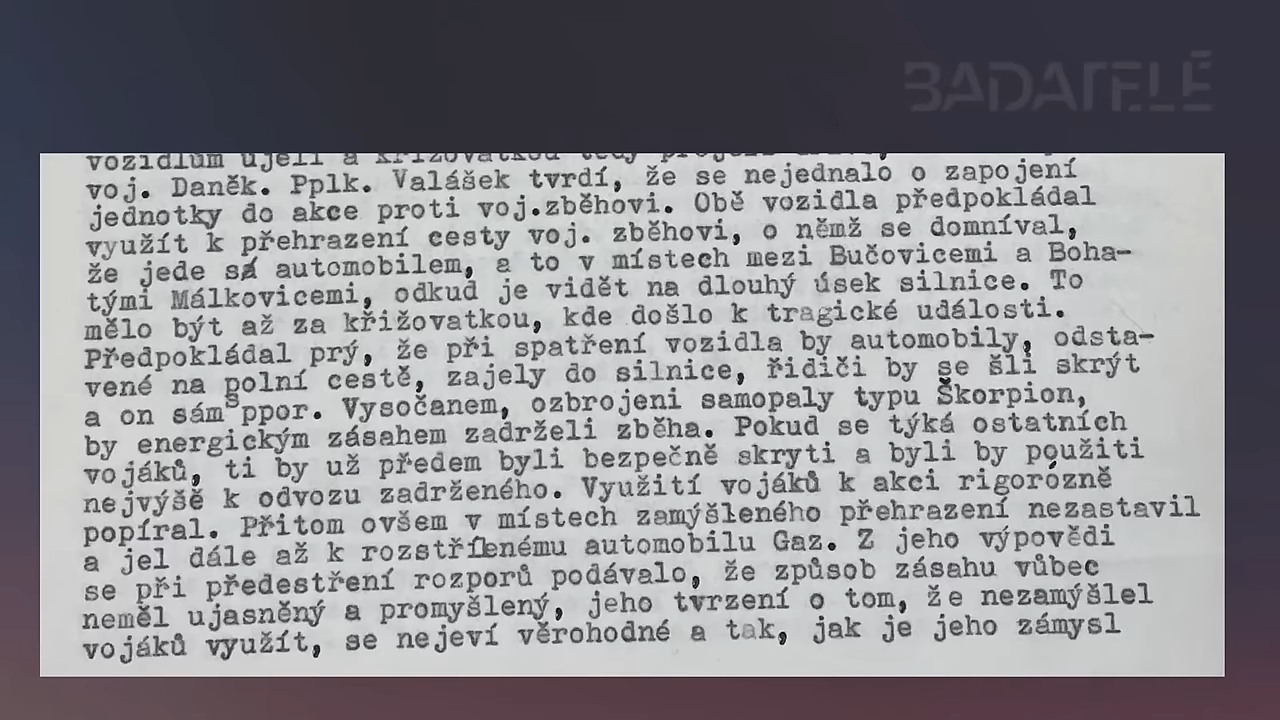 BADATELÉ
vozidlům ujeli a křižovatkou tedy
voj. Daněk. Pplk. Valášek tvrdí, že se nejednalo o zapojení
jednotky do akce proti voj.zběhovi. Obě vozidla předpokládal
využít k přehrazení cesty voj. zběhovi, o němž se domníval,
že jede sá automobilem, a to v místech mezi Bučovicemi a Boha-
tými Málkovicemi, odkud je vidět na dlouhý úsek silnice. To
mělo být až za křižovatkou, kde došlo k tragické události.
Předpokládal prý, že při spatření vozidla by automobily, odsta-
vené na polní cestě, zajely do silnice, řidiči by se šli skrýt
a on sám s ppor. Vysočanem, ozbrojeni samopaly typu Škorpion,
by energickým zásahem zadrželi zběha. Pokud se týká ostatních
vojáků, ti by už předem byli bezpečně skryti a byli by použiti
nejvýšě k odvozu zadrženého. Využití vojáků k akci rigorózně
popíral. Přitom ovšem v místech zamýšleného přehrazení nezastavil
a jel dále až k rozstřílenému automobilu Gaz. Z jeho výpovědi
se při předestření rozporů podávalo, že způsob zásahu vůbec
neměl ujasněný a promyšlený, jeho tvrzení o tom, že nezamýšlel
vojáků využít, se nejeví věrohodné a tak, jak je jeho zámysl